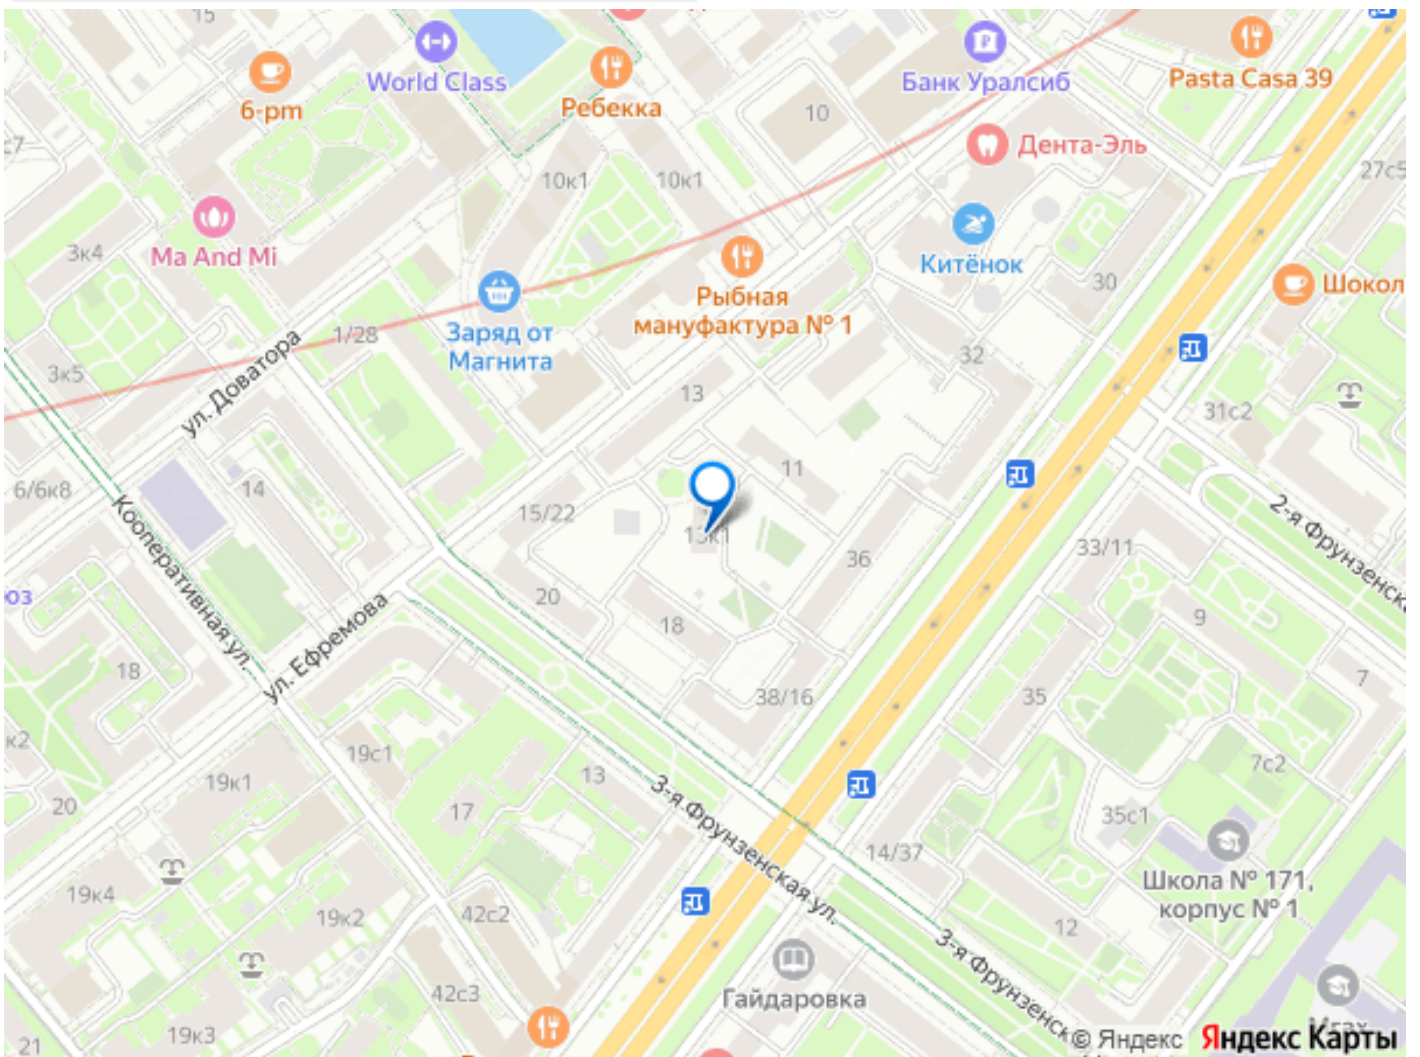 15
World Class
6-pm
Ребекка
Банк Уралсиб
Pasta Casa 39
10
Дента-Эль
27с5
10к1
10к1
Ma And Mi
3к4
Китёнок
30
Шокол
Рыбная
мануфактура № 1
Заряд от
Магнита
1/28
ул. Доватора
3к5
32
13
31с2
6/6к8
14
11
15/22
13к1
36
33/11
2-я Фрунзенска
Кооперативная ул.
ул. Ефремова
20
18
9
18
38/16
35
7
к2
19с1
19к1
13
7с2
20
17
3-я Фрунзенская ул.
35с1
14/37
Школа № 171,
корпус № 1
19к4
19к2
42с2
12
3-я Фрунзенск
Гайдаровка
42с3
19к3
21
© Яндекс
Яндекс Карты